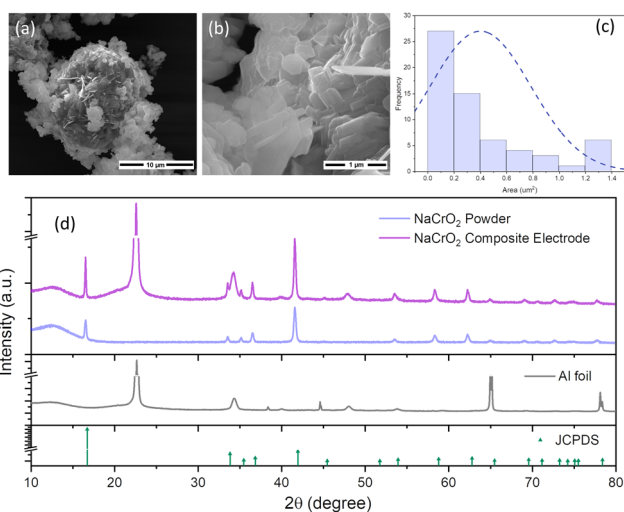 (a)
10 µm
(b)
1 µm
(c)
Frequency
30
25
20
15
10
5
0
0.0 0.2 0.4 0.6 0.8 1.0 1.2 1.4
Area (um²)
(d)
NaCrO₂ Powder
NaCrO₂ Composite Electrode
Al foil
JCPDS
Intensity (a.u.)
10 20 30 40 50 60 70 80
2θ (degree)